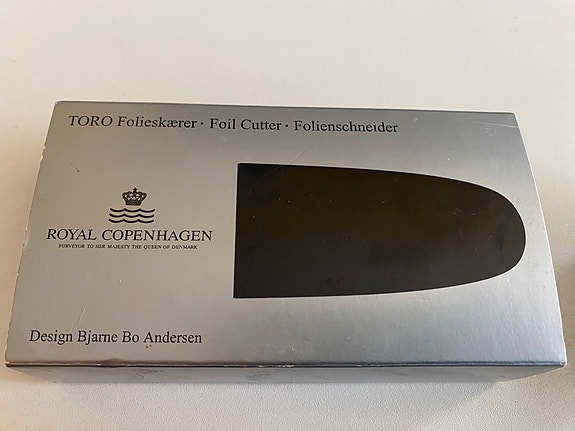 TORO Folieskærer · Foil Cutter · Folienschneider
ROYAL COPENHAGEN
PURVEYOR TO HER MAJESTY THE QUEEN OF DENMARK
Design Bjarne Bo Andersen